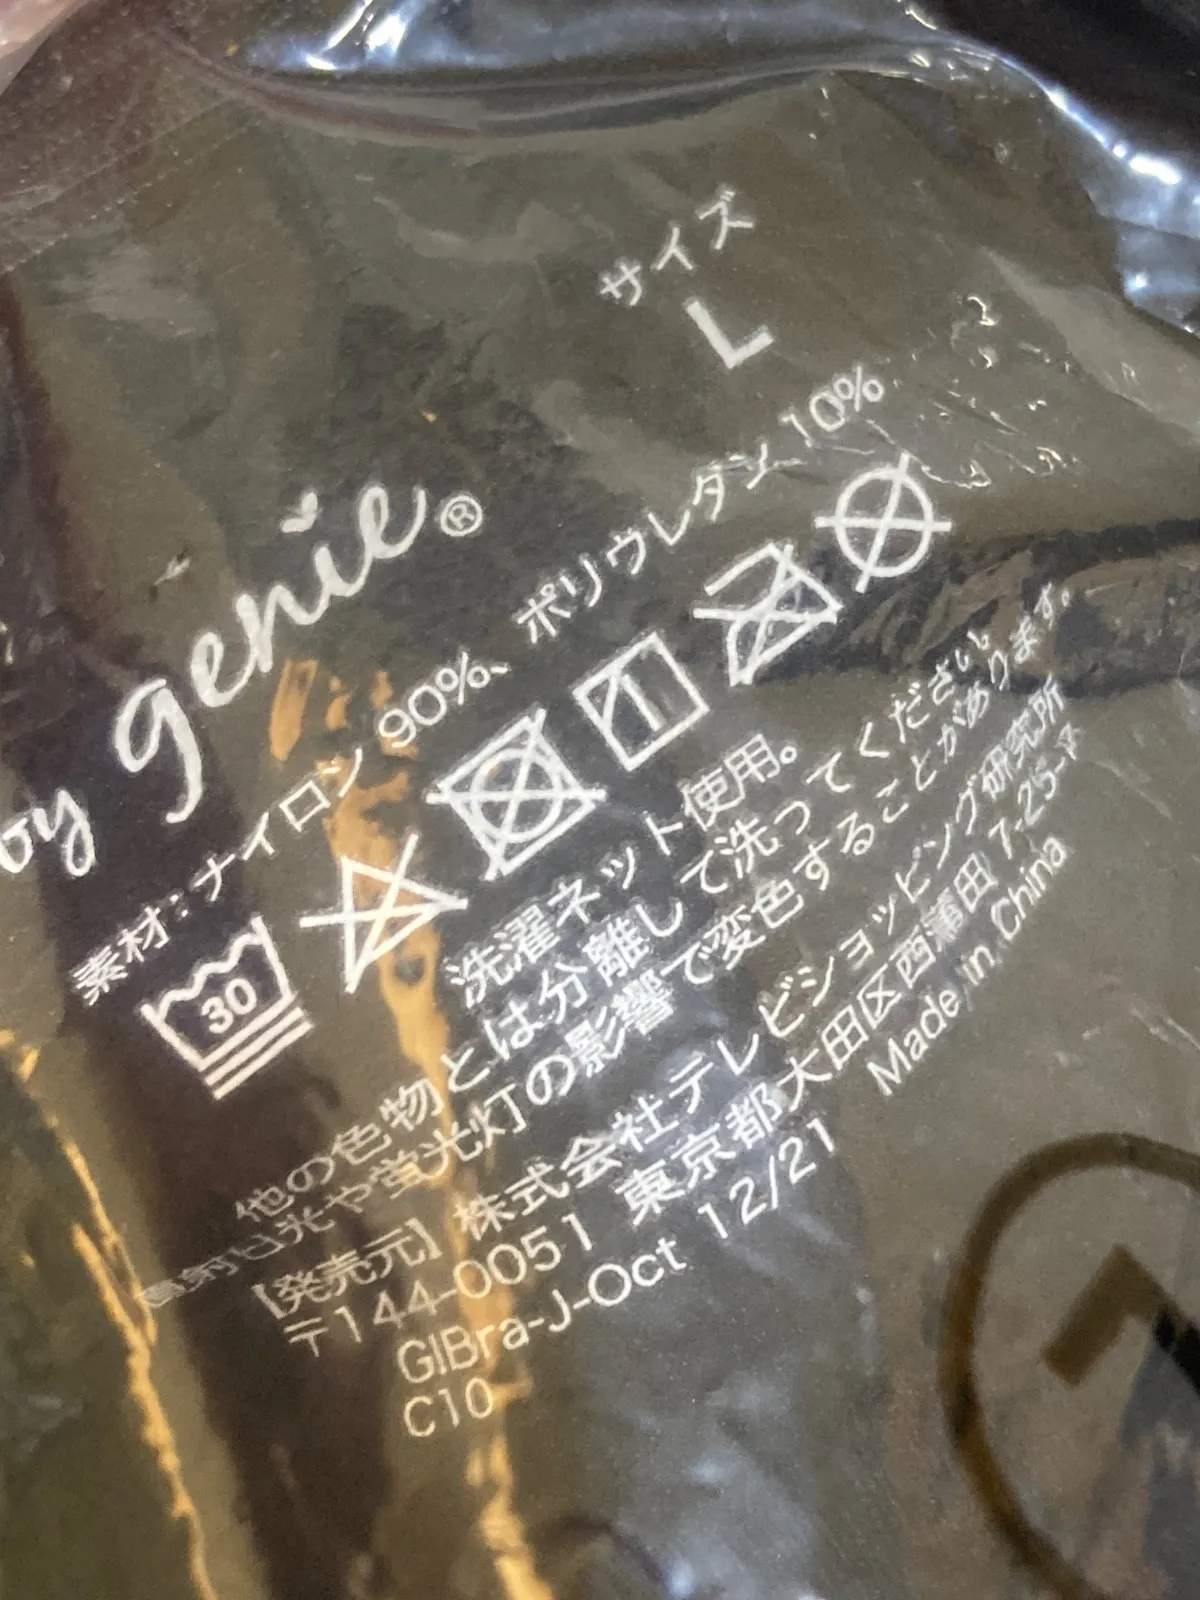 by genie®
サイズ
L
素材：ナイロン 90%、ポリウレタン 10%
30
洗濯ネット使用。
他の色物とは分離して洗ってください。
直射日光や蛍光灯の影響で変色することがあります。
【発売元】株式会社テレビショッピング研究所
〒144-0051 東京都大田区西蒲田 7-25-7
GIBra-J-Oct 12/21 Made in China
C10